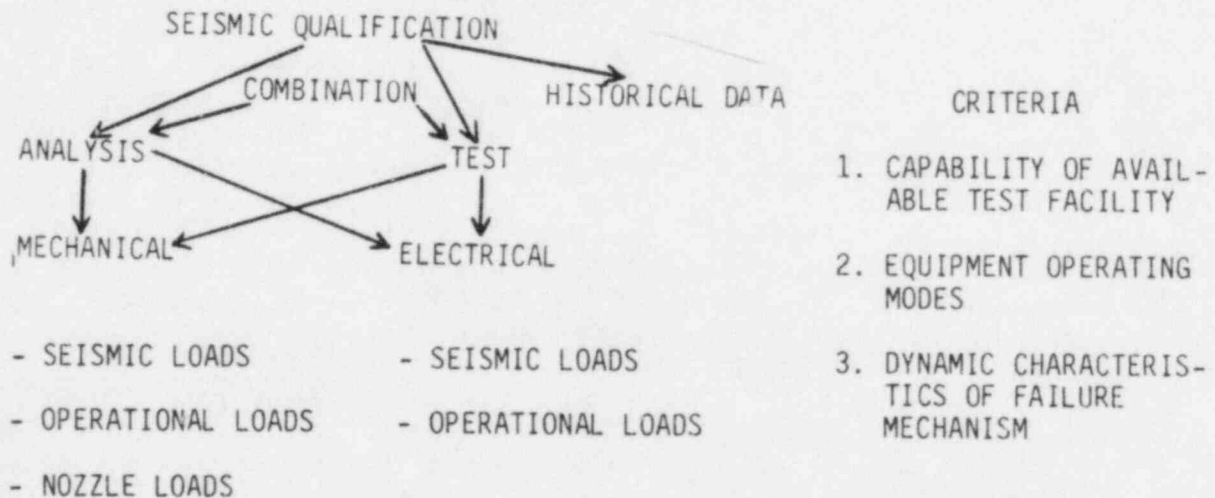 SEISMIC QUALIFICATION
COMBINATION
HISTORICAL DATA
ANALYSIS
TEST
MECHANICAL
ELECTRICAL
- SEISMIC LOADS
- OPERATIONAL LOADS
- NOZZLE LOADS
- SEISMIC LOADS
- OPERATIONAL LOADS
CRITERIA
1. CAPABILITY OF AVAIL-
ABLE TEST FACILITY
2. EQUIPMENT OPERATING
MODES
3. DYNAMIC CHARACTERIS-
TICS OF FAILURE
MECHANISM